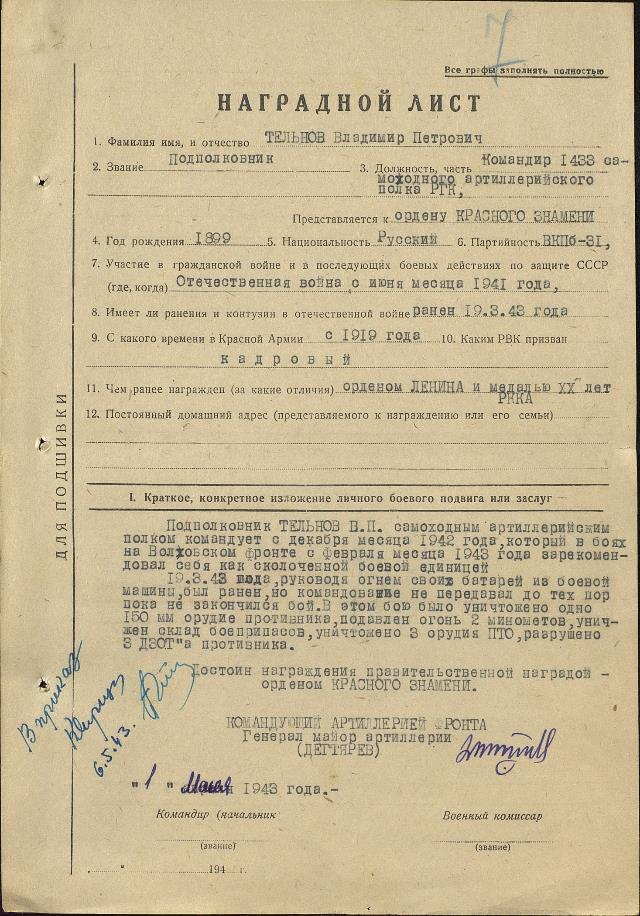 7
Все графы заполнять полностью
НАГРАДНОЙ ЛИСТ
1. Фамилия имя, и отчество ТЕЛЬНОВ Владимир Петрович
2. Звание Подполковник 3. Должность, часть Командир 1433 са-
моходного артиллерийского
полка РГК,
Представляется к ордену КРАСНОГО ЗНАМЕНИ
4. Год рождения 1899 5. Национальность Русский 6. Партийность ВКПб-31,
7. Участие в гражданской войне и в последующих боевых действиях по защите СССР
(где, когда) Отечественная война с июня месяца 1941 года,
8. Имеет ли ранения и контузии в отечественной войне ранен 19.3.43 года
9. С какого времени в Красной Армии с 1919 года 10. Каким РВК призван
кадровый
11. Чем ранее награжден (за какие отличия) орденом ЛЕНИНА и медалью ХХ лет
РККА
12. Постоянный домашний адрес (представляемого к награждению или его семьи)
ДЛЯ ПОДШИВКИ
I. Краткое, конкретное изложение личного боевого подвига или заслуг
Подполковник ТЕЛЬНОВ В.П. самоходным артиллерийским
полком командует с декабря месяца 1942 года, который в боях
на Волховском фронте с февраля месяца 1943 года зарекомен-
довал себя как сколоченной боевой единицей
19.3.43 года, руководя огнем своих батарей из боевой
машины, был ранен, но командование не передавал до тех пор
пока не закончился бой. В этом бою было уничтожено одно
150 мм орудие противника, подавлен огонь 2 минометов, унич-
жен склад боеприпасов, уничтожено 3 орудия ПТО, разрушено
3 ДЗОТ"а противника.
Достоин награждения правительственной наградой -
орденом КРАСНОГО ЗНАМЕНИ.
В приказ
6.5.43.
КОМАНДУЮЩИЙ АРТИЛЛЕРИЕЙ ФРОНТА
Генерал майор артиллерии
(ДЕГТЯРЕВ)
"1" Мая 1943 года.-
Командир (начальник Военный комиссар
(звание) (звание)
" " 194 г.